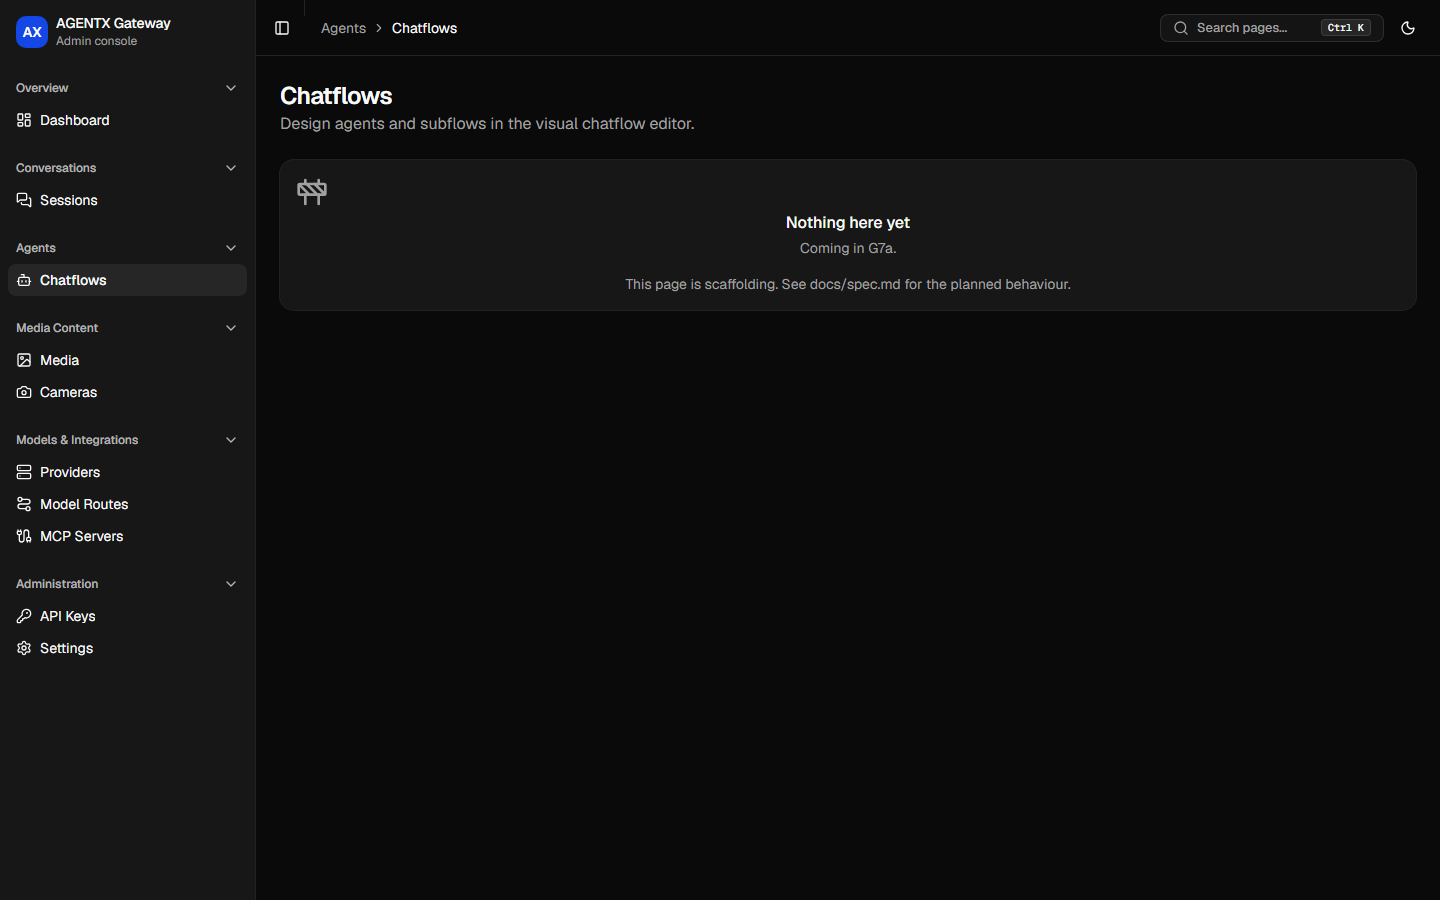 AX
AGENTX Gateway
Admin console
Overview
Dashboard
Conversations
Sessions
Agents
Chatflows
Media Content
Media
Cameras
Models & Integrations
Providers
Model Routes
MCP Servers
Administration
API Keys
Settings
Agents > Chatflows
Search pages... Ctrl K
Chatflows
Design agents and subflows in the visual chatflow editor.
Nothing here yet
Coming in G7a.
This page is scaffolding. See docs/spec.md for the planned behaviour.